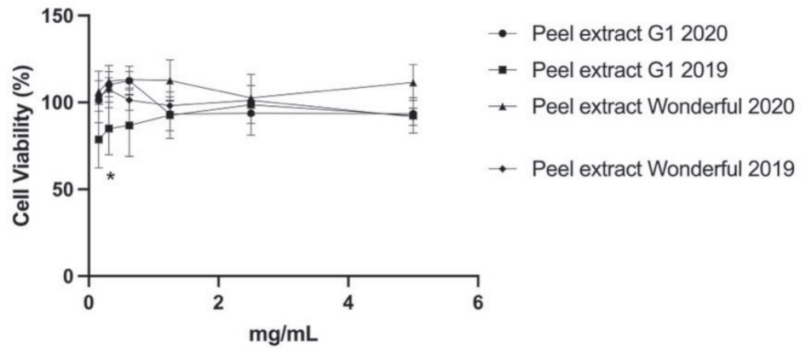 150
100
50
0
Cell Viability (%)
*
0 2 4 6
mg/mL
Peel extract G1 2020
Peel extract G1 2019
Peel extract Wonderful 2020
Peel extract Wonderful 2019